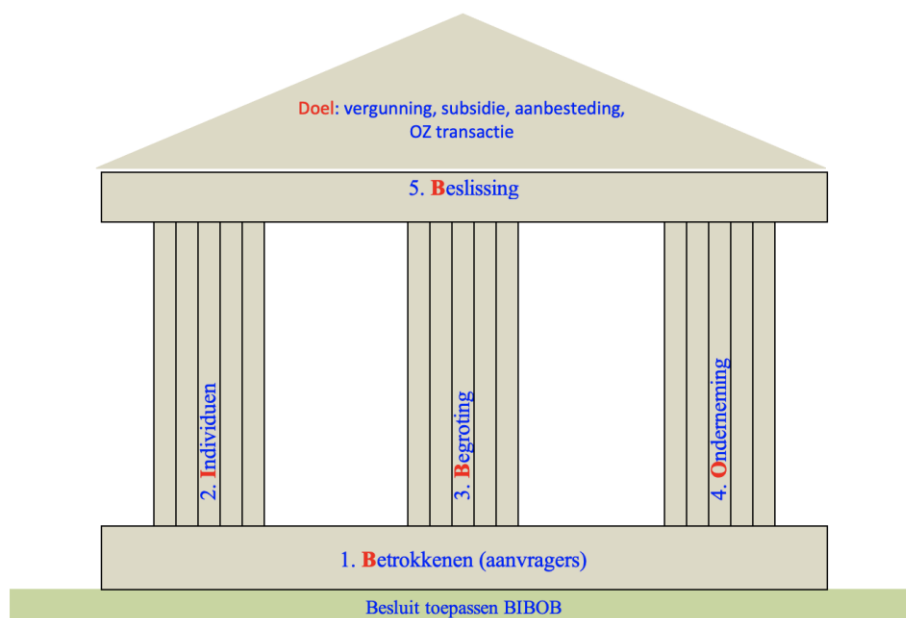 Doel: vergunning, subsidie, aanbesteding,
OZ transactie
5. Beslissing
2. Individuen
3. Begroting
4. Onderneming
1. Betrokkenen (aanvragers)
Besluit toepassen BIBOB